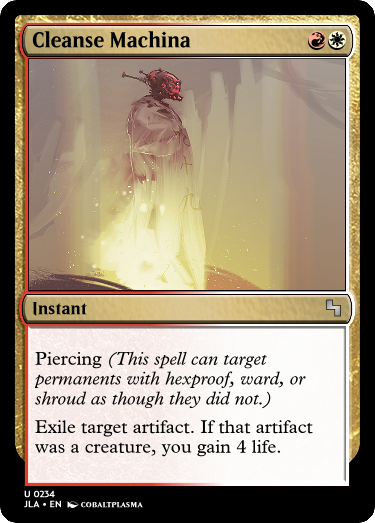 Cleanse Machina
Instant
Piercing (This spell can target
permanents with hexproof, ward, or
shroud as though they did not.)
Exile target artifact. If that artifact
was a creature, you gain 4 life.
U 0234
JLA • EN COBALTPLASMA